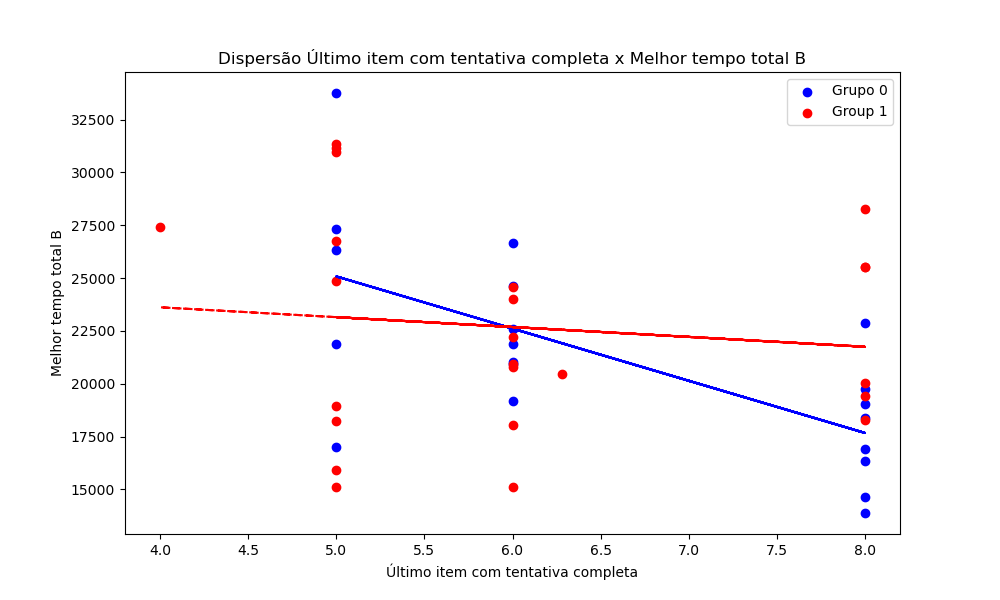 Dispersão Último item com tentativa completa x Melhor tempo total B
Grupo 0
Group 1
Melhor tempo total B
32500
30000
27500
25000
22500
20000
17500
15000
4.0 4.5 5.0 5.5 6.0 6.5 7.0 7.5 8.0
Último item com tentativa completa